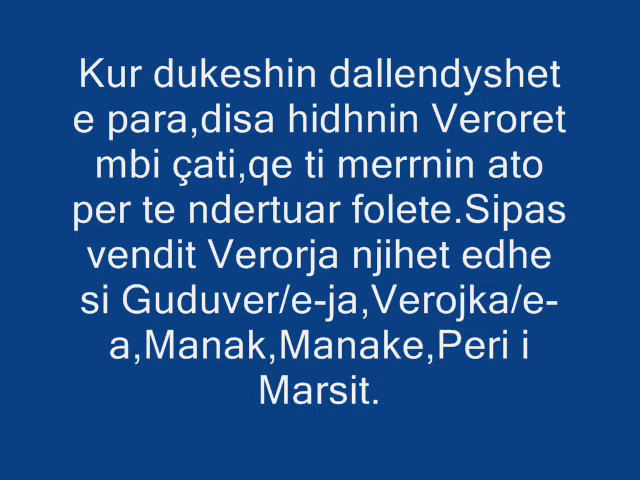 Kur dukeshin dallendyshet
e para,disa hidhnin Veroret
mbi çati,qe ti merrnin ato
per te ndertuar folete.Sipas
vendit Verorja njihet edhe
si Guduver/e-ja,Verojka/e-
a,Manak,Manake,Peri i
Marsit.